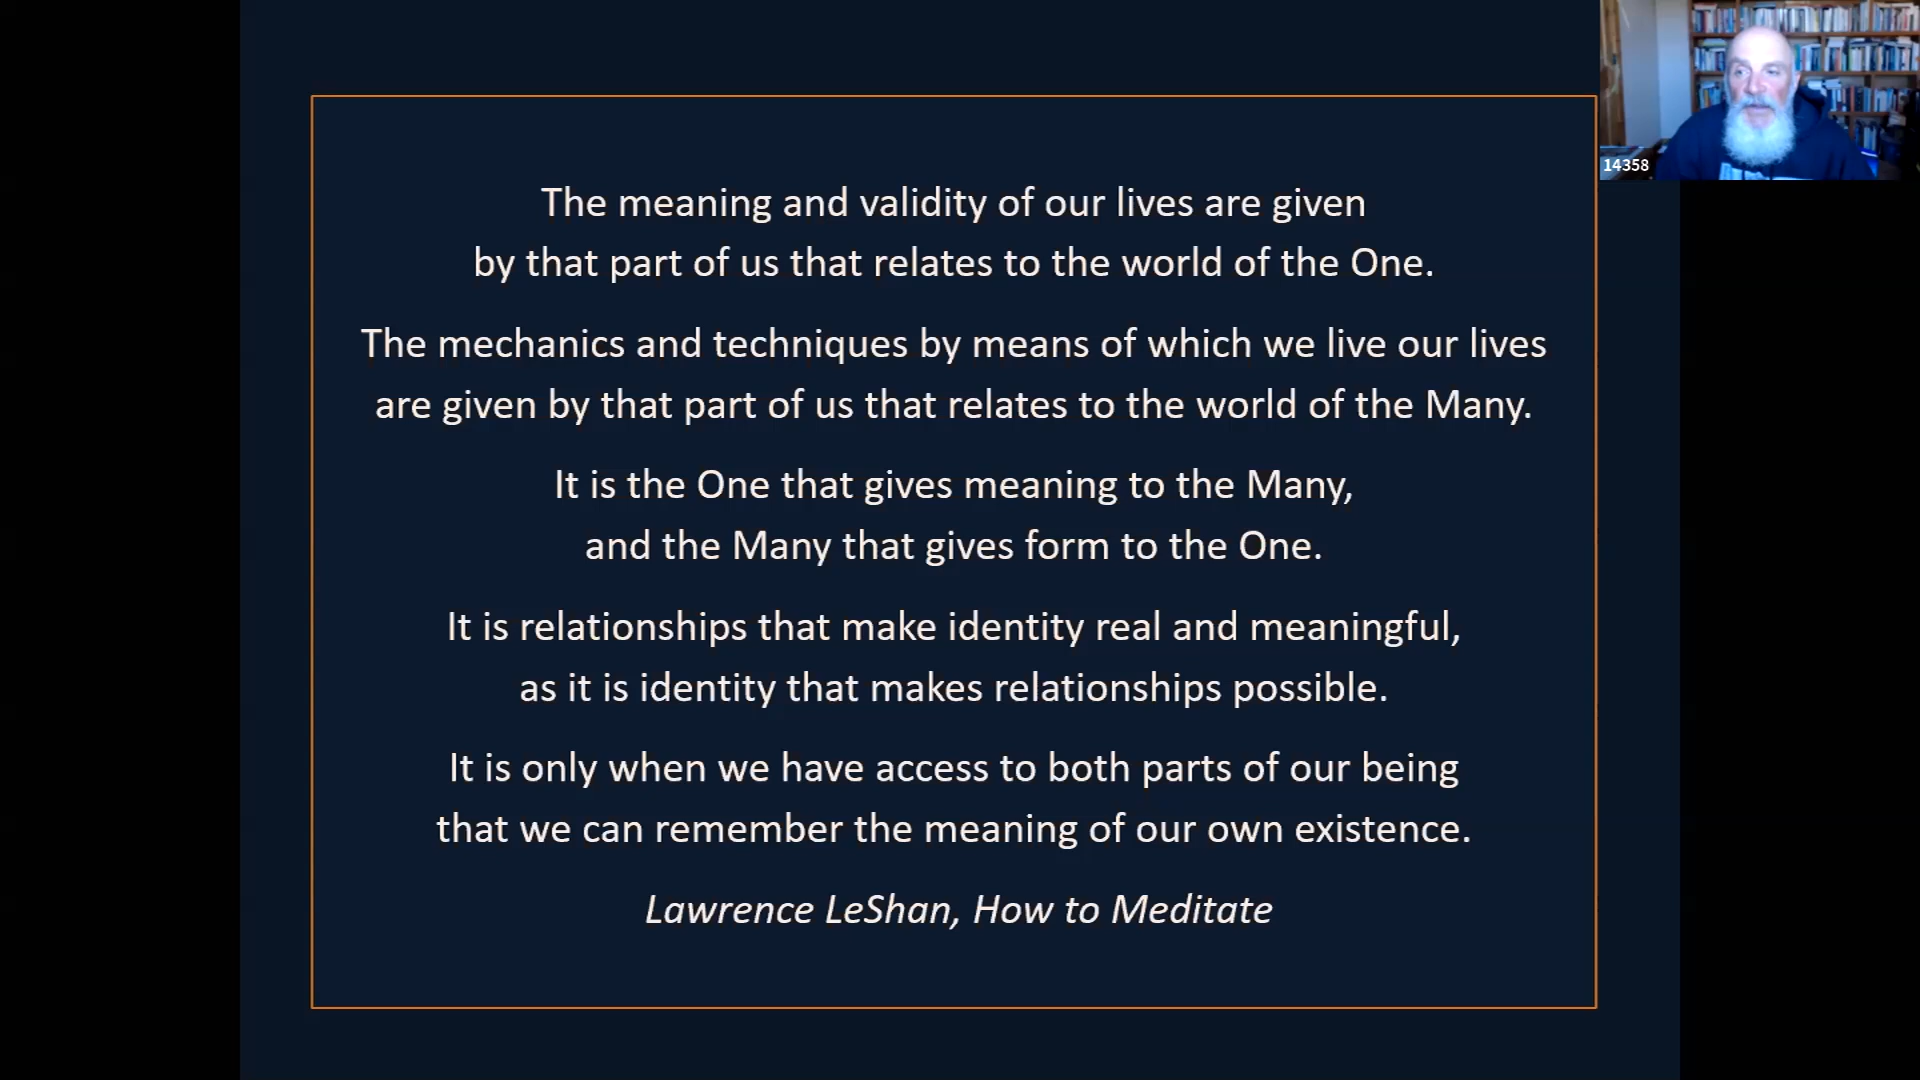 The meaning and validity of our lives are given
by that part of us that relates to the world of the One.
The mechanics and techniques by means of which we live our lives
are given by that part of us that relates to the world of the Many.
It is the One that gives meaning to the Many,
and the Many that gives form to the One.
It is relationships that make identity real and meaningful,
as it is identity that makes relationships possible.
It is only when we have access to both parts of our being
that we can remember the meaning of our own existence.
Lawrence LeShan, How to Meditate
14358